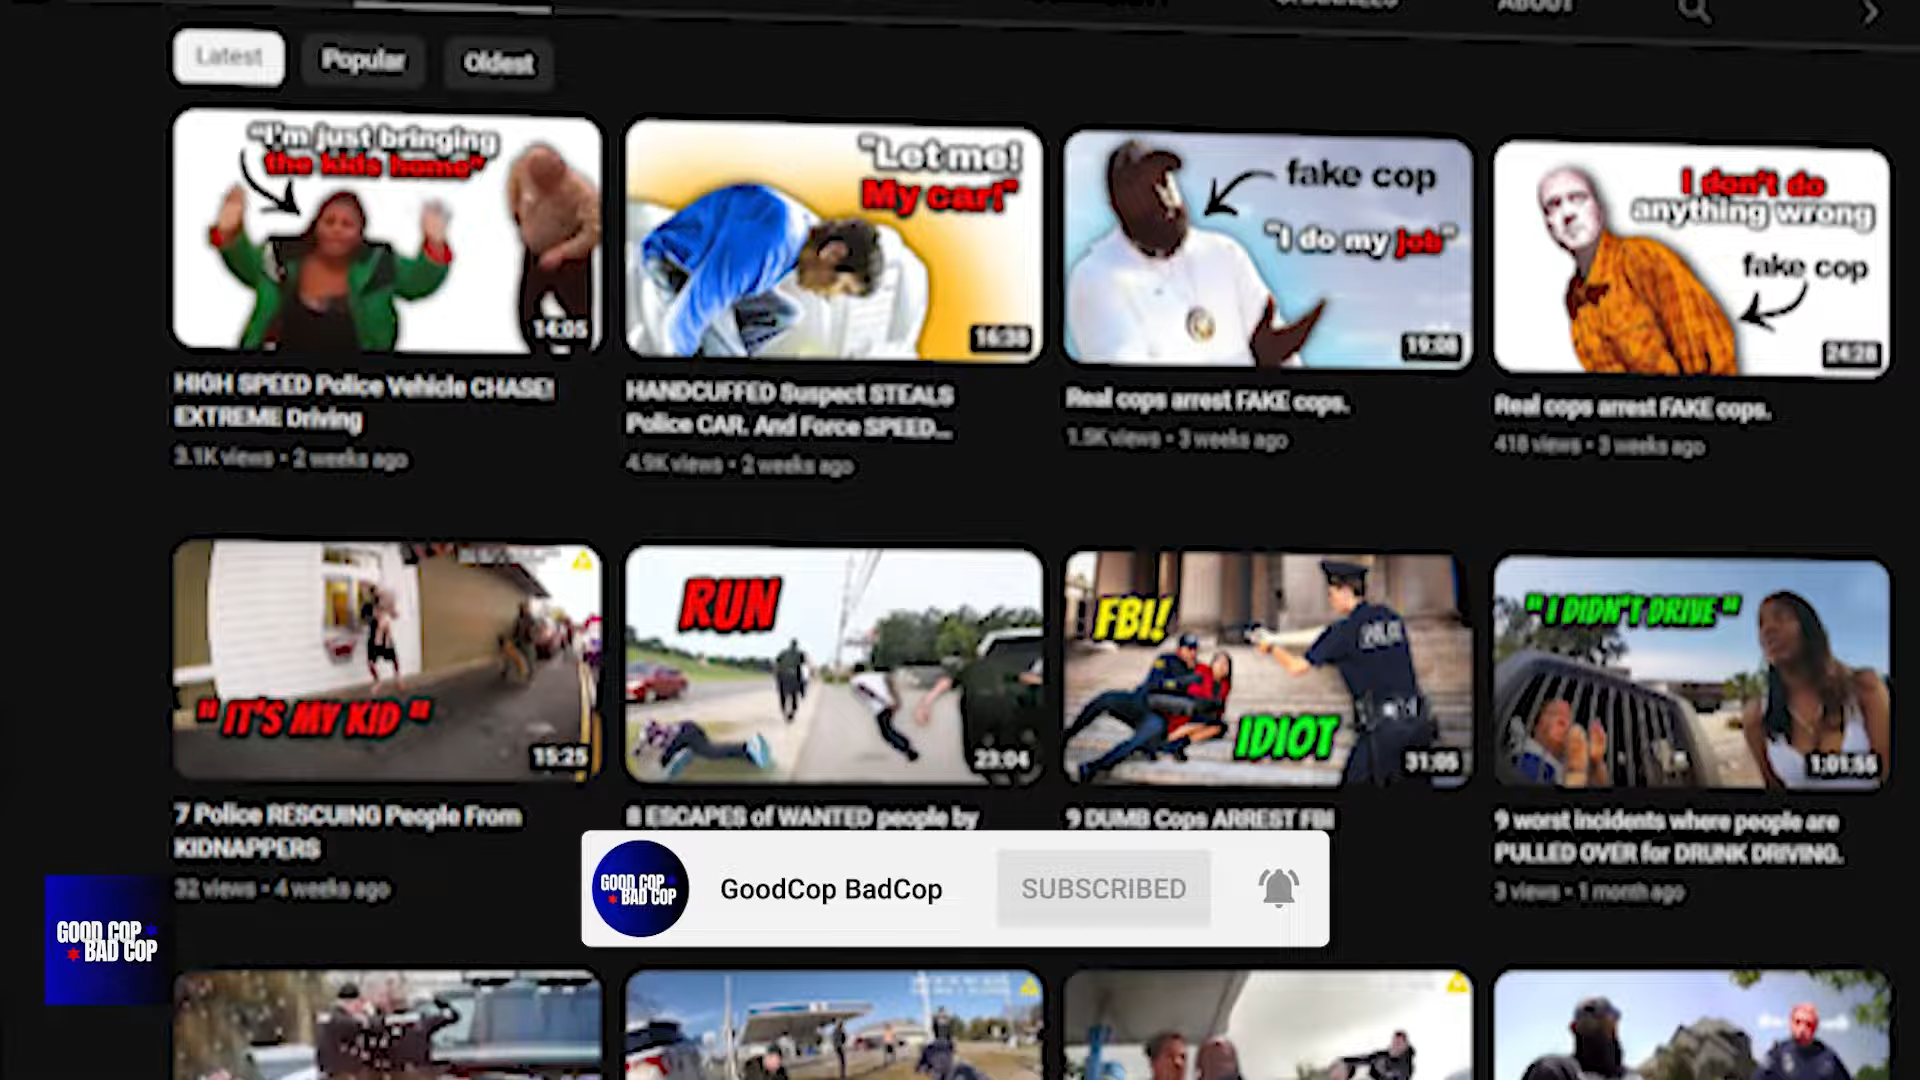 ABOUT
Latest
Popular
Oldest
"I'm just bringing
the kids home"
14:05
"Let me!
My car!"
16:38
fake cop
"I do my job"
19:08
I don't do
anything wrong
fake cop
24:28
HIGH SPEED Police Vehicle CHASE!
EXTREME Driving
3.1K views • 2 weeks ago
HANDCUFFED Suspect STEALS
Police CAR. And Force SPEED...
4.9K views • 2 weeks ago
Real cops arrest FAKE cops.
1.5K views • 3 weeks ago
Real cops arrest FAKE cops.
418 views • 3 weeks ago
" IT'S MY KID "
15:25
RUN
23:04
FBI!
POLICE
IDIOT
31:05
" I DIDN'T DRIVE "
1:01:55
7 Police RESCUING People From
KIDNAPPERS
32 views • 4 weeks ago
8 ESCAPES of WANTED people by
9 DUMB Cops ARREST FBI
9 worst incidents where people are
PULLED OVER for DRUNK DRIVING.
3 views • 1 month ago
GOOD COP
BAD COP
GoodCop BadCop
SUBSCRIBED
GOOD COP
BAD COP